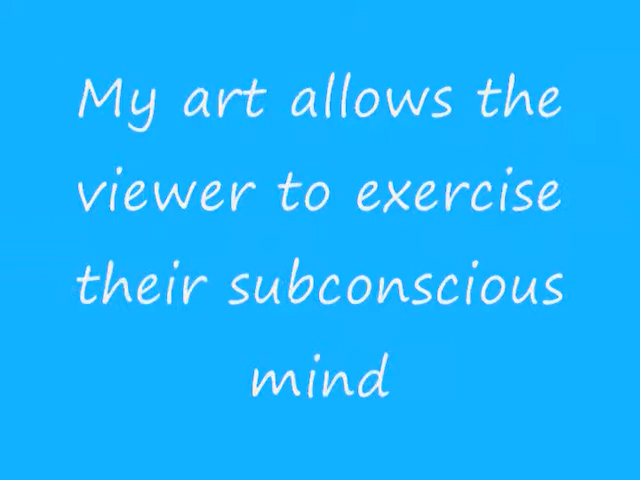 My art allows the
viewer to exercise
their subconscious
mind